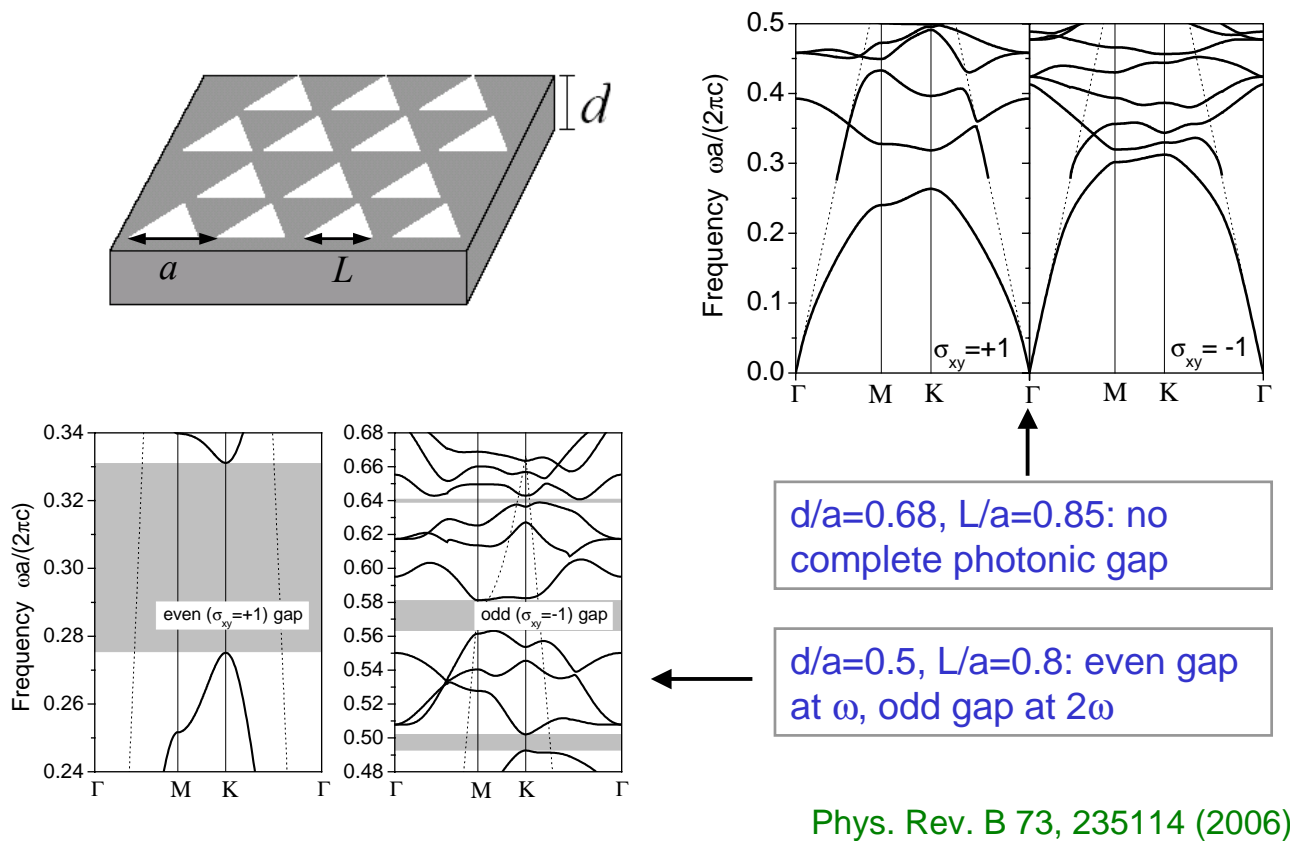 d
a
L
Frequency ωa/(2πc)
0.5
0.4
0.3
0.2
0.1
0.0
σxy=+1
σxy= -1
Γ M K Γ M K Γ
Frequency ωa/(2πc)
0.34
0.32
0.30
0.28
0.26
0.24
even (σxy=+1) gap
Γ M K Γ
0.68
0.66
0.64
0.62
0.60
0.58
0.56
0.54
0.52
0.50
0.48
odd (σxy=-1) gap
Γ M K Γ
d/a=0.68, L/a=0.85: no
complete photonic gap
d/a=0.5, L/a=0.8: even gap
at ω, odd gap at 2ω
Phys. Rev. B 73, 235114 (2006)